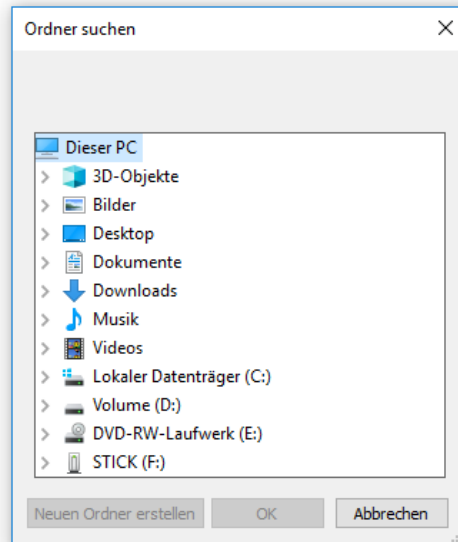 Ordner suchen
Dieser PC
3D-Objekte
Bilder
Desktop
Dokumente
Downloads
Musik
Videos
Lokaler Datenträger (C:)
Volume (D:)
DVD-RW-Laufwerk (E:)
STICK (F:)
Neuen Ordner erstellen OK Abbrechen